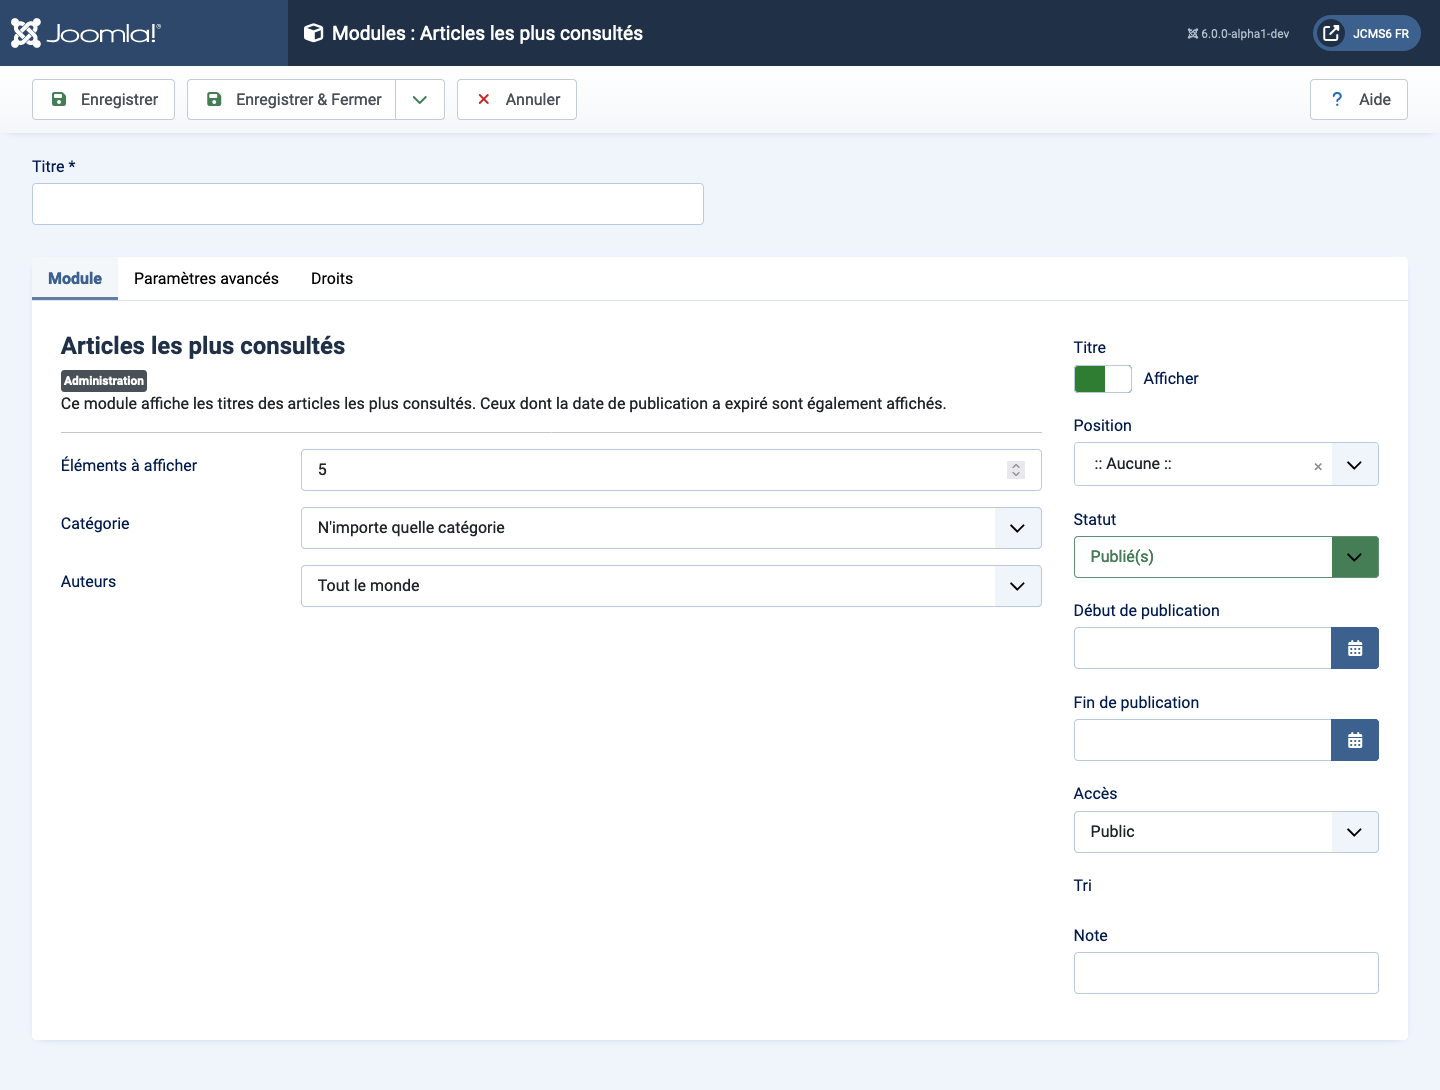 Joomla!®
Modules : Articles les plus consultés
6.0.0-alpha1-dev
JCMS6 FR
Enregistrer
Enregistrer & Fermer
Annuler
? Aide
Titre *
Module
Paramètres avancés
Droits
Articles les plus consultés
Administration
Ce module affiche les titres des articles les plus consultés. Ceux dont la date de publication a expiré sont également affichés.
Éléments à afficher
5
Catégorie
N'importe quelle catégorie
Auteurs
Tout le monde
Titre
Afficher
Position
:: Aucune ::
×
Statut
Publié(s)
Début de publication
Fin de publication
Accès
Public
Tri
Note